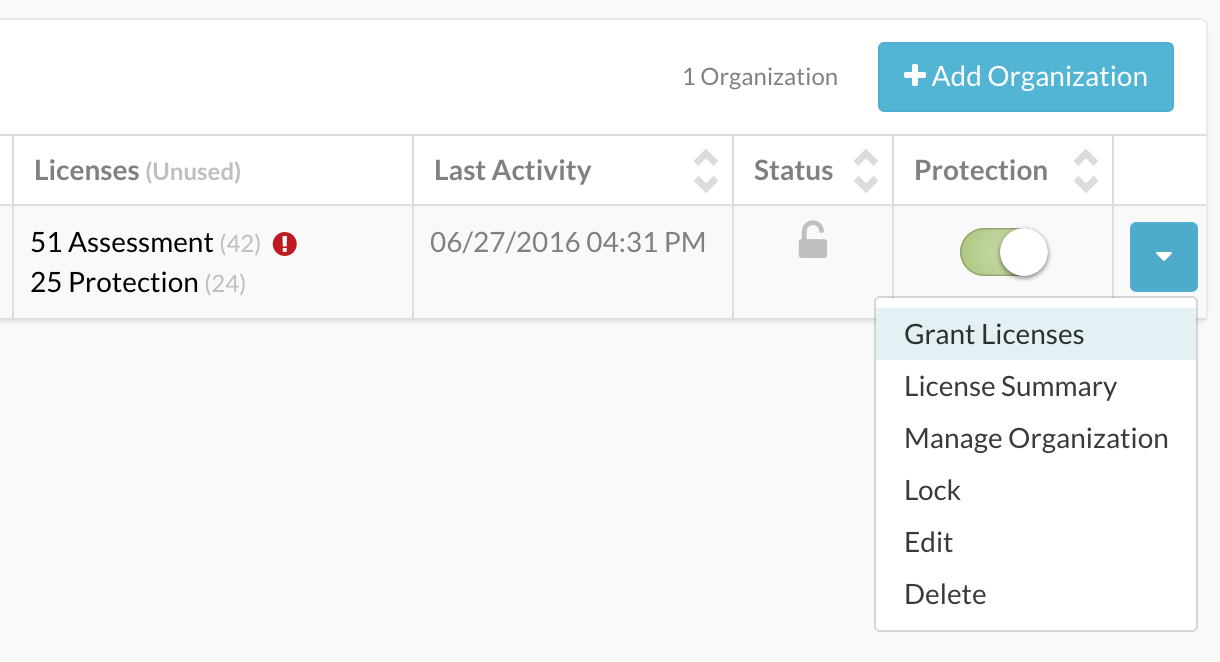 1 Organization
Add Organization
Licenses (Unused)
Last Activity
Status
Protection
51 Assessment (42)
25 Protection (24)
06/27/2016 04:31 PM
Grant Licenses
License Summary
Manage Organization
Lock
Edit
Delete